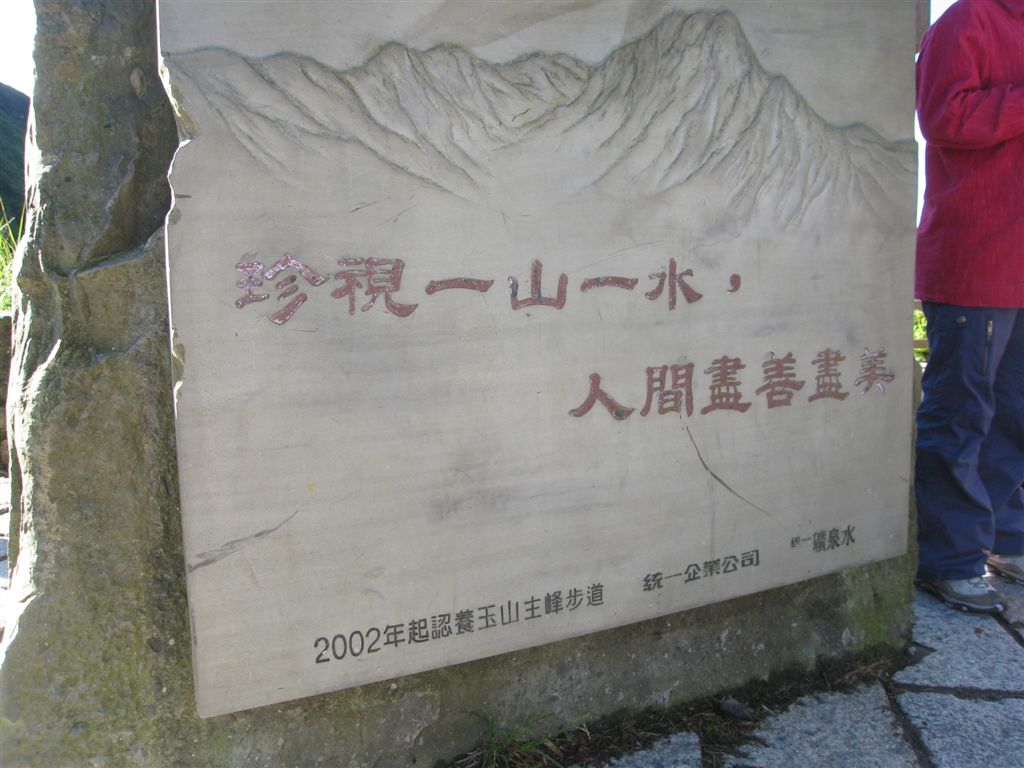 珍視一山一水，
人間盡善盡美
2002年起認養玉山主峰步道 統一企業公司 統一礦泉水